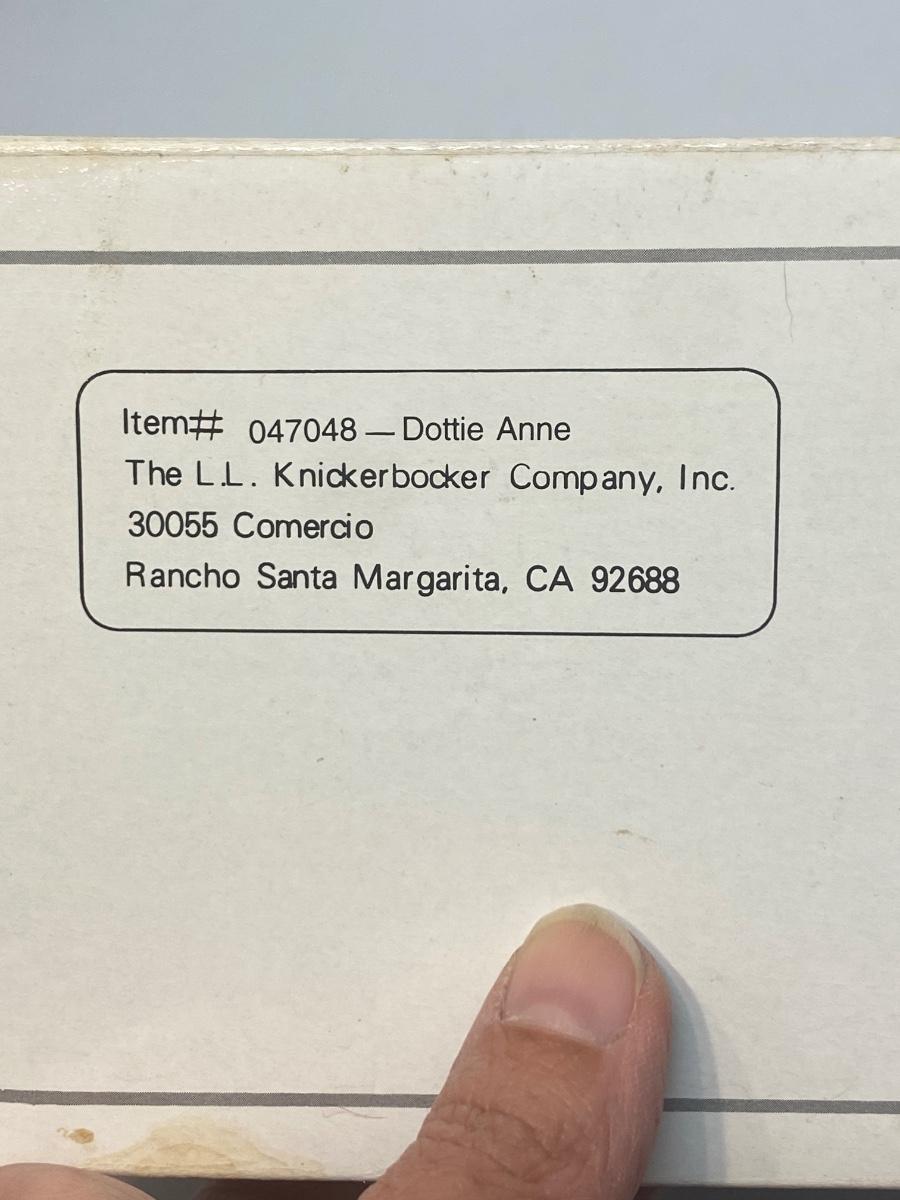 Item# 047048 — Dottie Anne
The L.L. Knickerbocker Company, Inc.
30055 Comercio
Rancho Santa Margarita, CA 92688